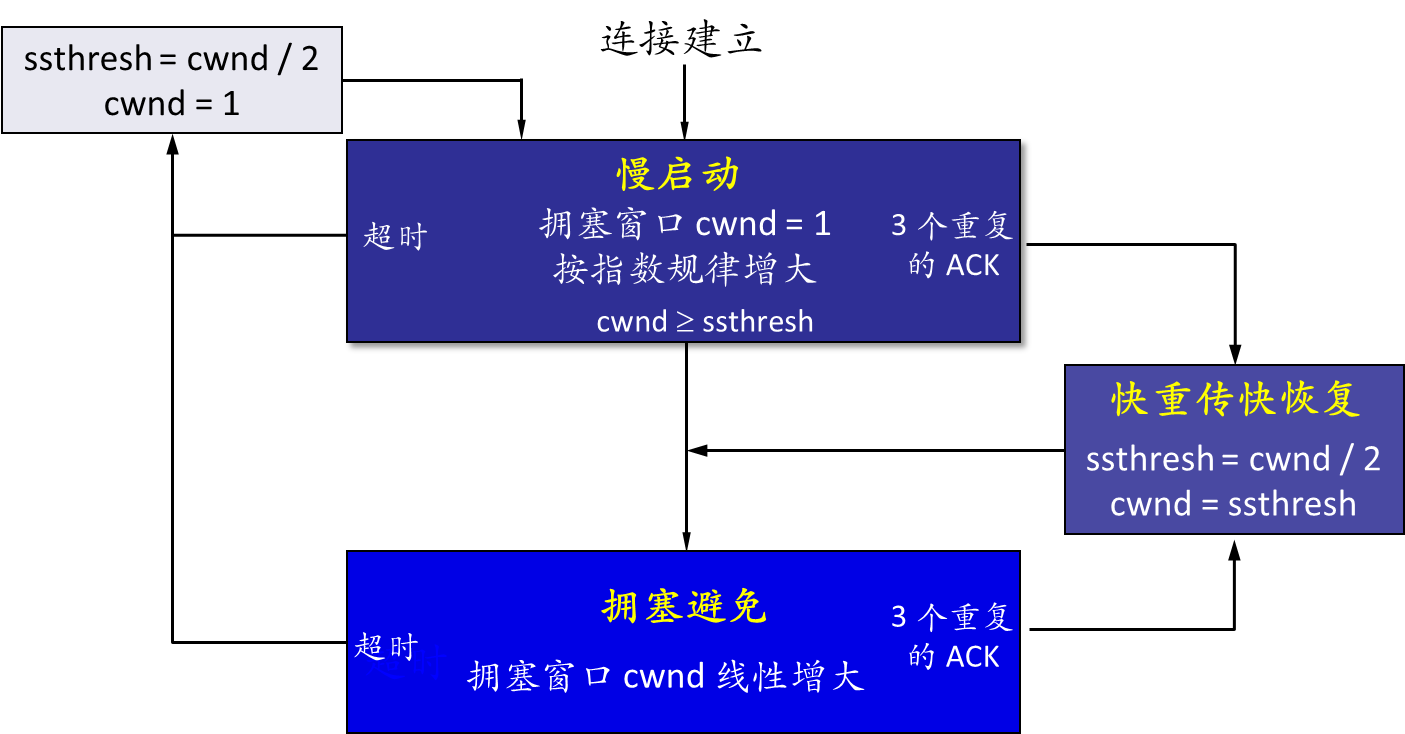 连接建立
ssthresh = cwnd / 2
cwnd = 1
慢启动
超时
拥塞窗口 cwnd = 1
按指数规律增大
cwnd ≥ ssthresh
3 个重复
的 ACK
快重传快恢复
ssthresh = cwnd / 2
cwnd = ssthresh
拥塞避免
超时
拥塞窗口 cwnd 线性增大
3 个重复
的 ACK